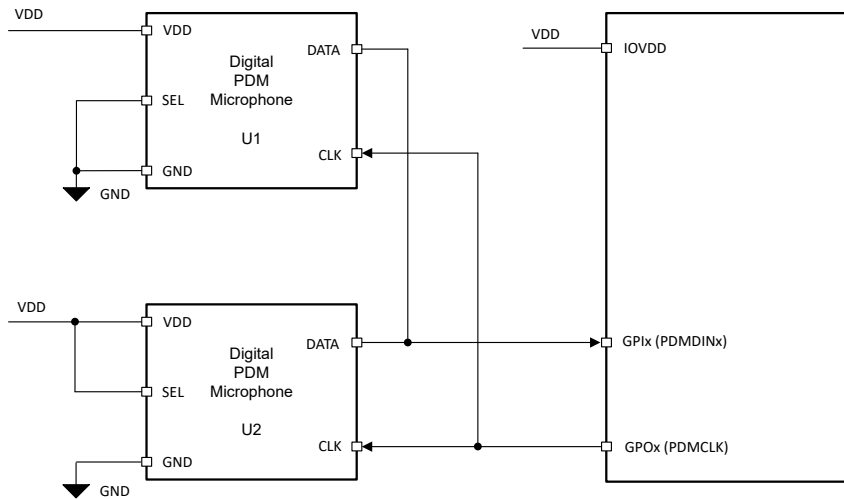 VDD
VDD
SEL
GND
GND
Digital
PDM
Microphone
U1
DATA
CLK
VDD
IOVDD
VDD
VDD
SEL
GND
GND
Digital
PDM
Microphone
U2
DATA
CLK
GPIx (PDMDINx)
GPOx (PDMCLK)